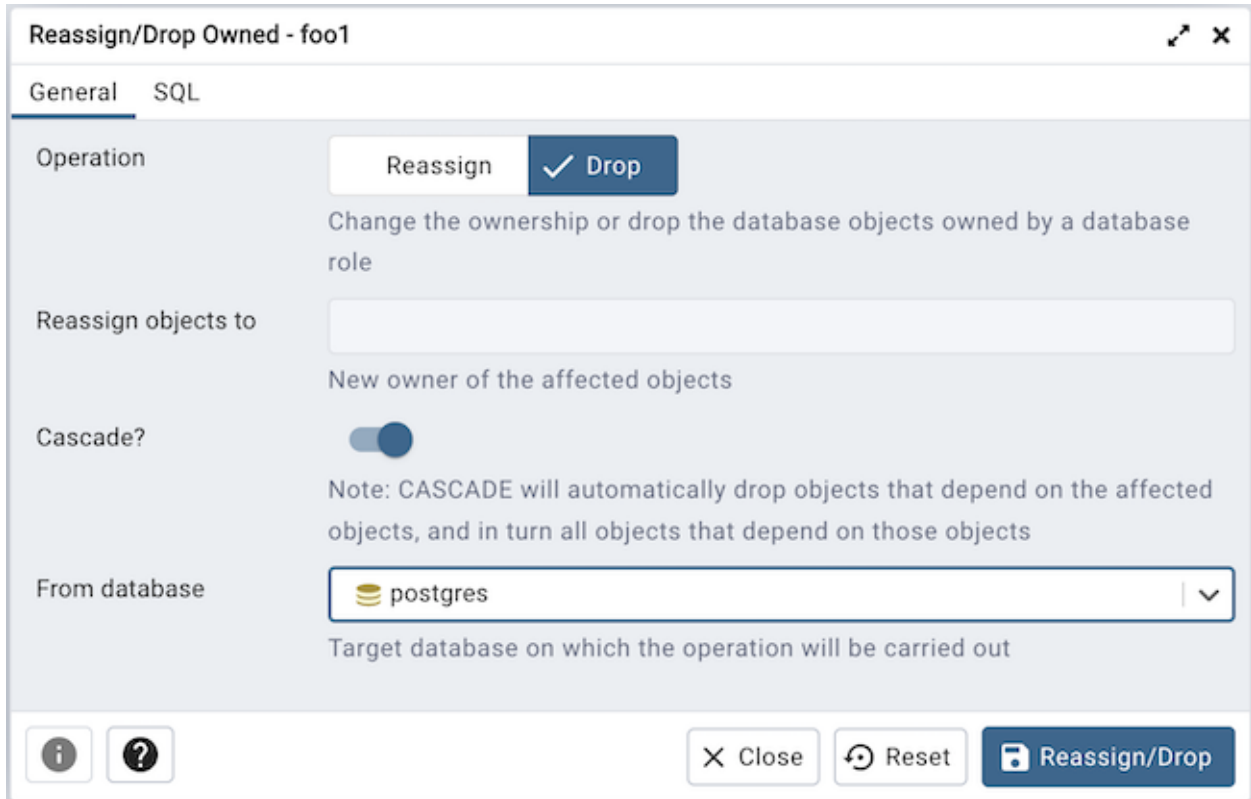 Reassign/Drop Owned - foo1
General SQL
Operation
Reassign Drop
Change the ownership or drop the database objects owned by a database
role
Reassign objects to
New owner of the affected objects
Cascade?
Note: CASCADE will automatically drop objects that depend on the affected
objects, and in turn all objects that depend on those objects
From database
postgres
Target database on which the operation will be carried out
Close Reset Reassign/Drop